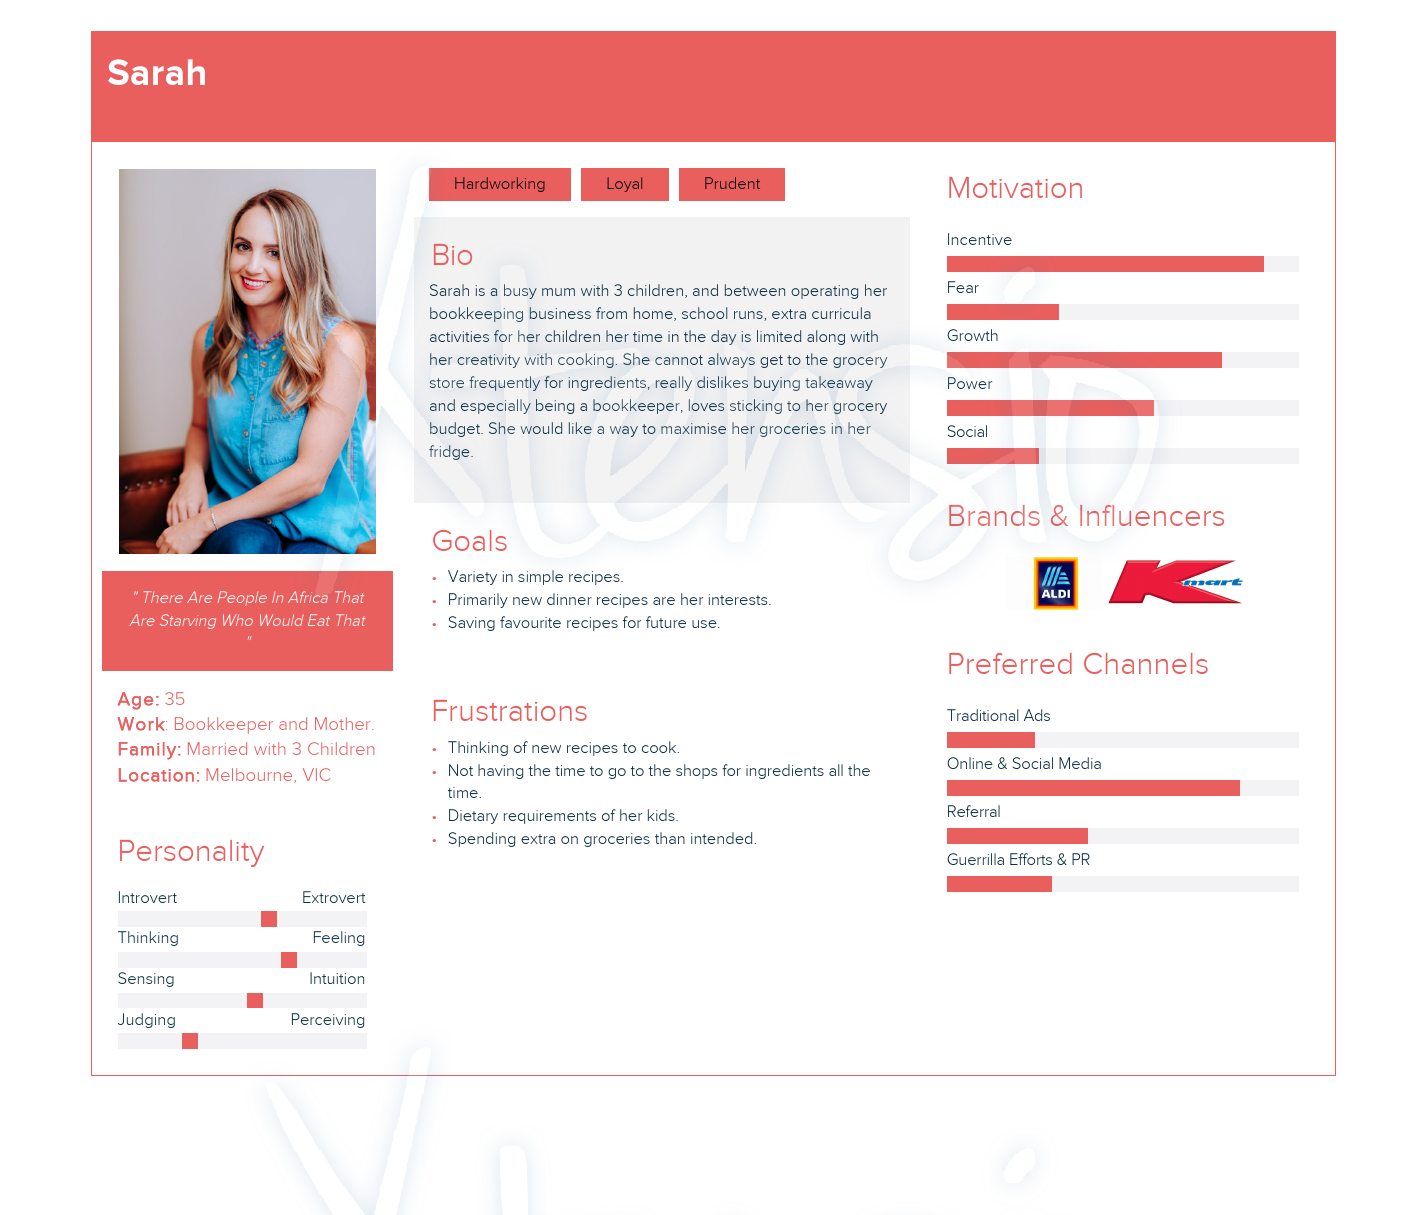 Sarah
Hardworking
Loyal
Prudent
Bio
Sarah is a busy mum with 3 children, and between operating her
bookkeeping business from home, school runs, extra curricula
activities for her children her time in the day is limited along with
her creativity with cooking. She cannot always get to the grocery
store frequently for ingredients, really dislikes buying takeaway
and especially being a bookkeeper, loves sticking to her grocery
budget. She would like a way to maximise her groceries in her
fridge.
Goals
• Variety in simple recipes.
• Primarily new dinner recipes are her interests.
• Saving favourite recipes for future use.
Frustrations
• Thinking of new recipes to cook.
• Not having the time to go to the shops for ingredients all the
time.
• Dietary requirements of her kids.
• Spending extra on groceries than intended.
" There Are People In Africa That
Are Starving Who Would Eat That
"
Age: 35
Work: Bookkeeper and Mother.
Family: Married with 3 Children
Location: Melbourne, VIC
Personality
Introvert Extrovert
Thinking Feeling
Sensing Intuition
Judging Perceiving
Motivation
Incentive
Fear
Growth
Power
Social
Brands & Influencers
ALDI
Kmart
Preferred Channels
Traditional Ads
Online & Social Media
Referral
Guerrilla Efforts & PR
Xtensio